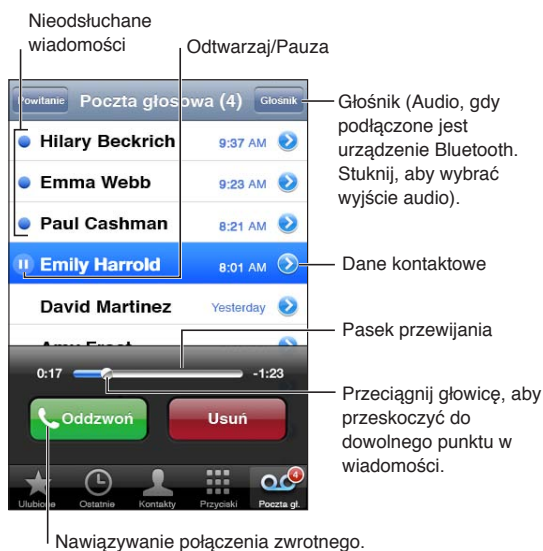 Nieodsłuchane
wiadomości
Odtwarzaj/Pauza
Powitanie Poczta głosowa (4) Głośnik
Głośnik (Audio, gdy
podłączone jest
urządzenie Bluetooth.
Stuknij, aby wybrać
wyjście audio).
Hilary Beckrich 9:37 AM
Emma Webb 9:23 AM
Paul Cashman 8:21 AM
Emily Harrold 8:01 AM
Dane kontaktowe
David Martinez Yesterday
Pasek przewijania
0:17 -1:23
Przeciągnij głowicę, aby
przeskoczyć do
dowolnego punktu w
wiadomości.
Oddzwoń Usuń
4
Ulubione Ostatnie Kontakty Przyciski Poczta gł.
Nawiązywanie połączenia zwrotnego.